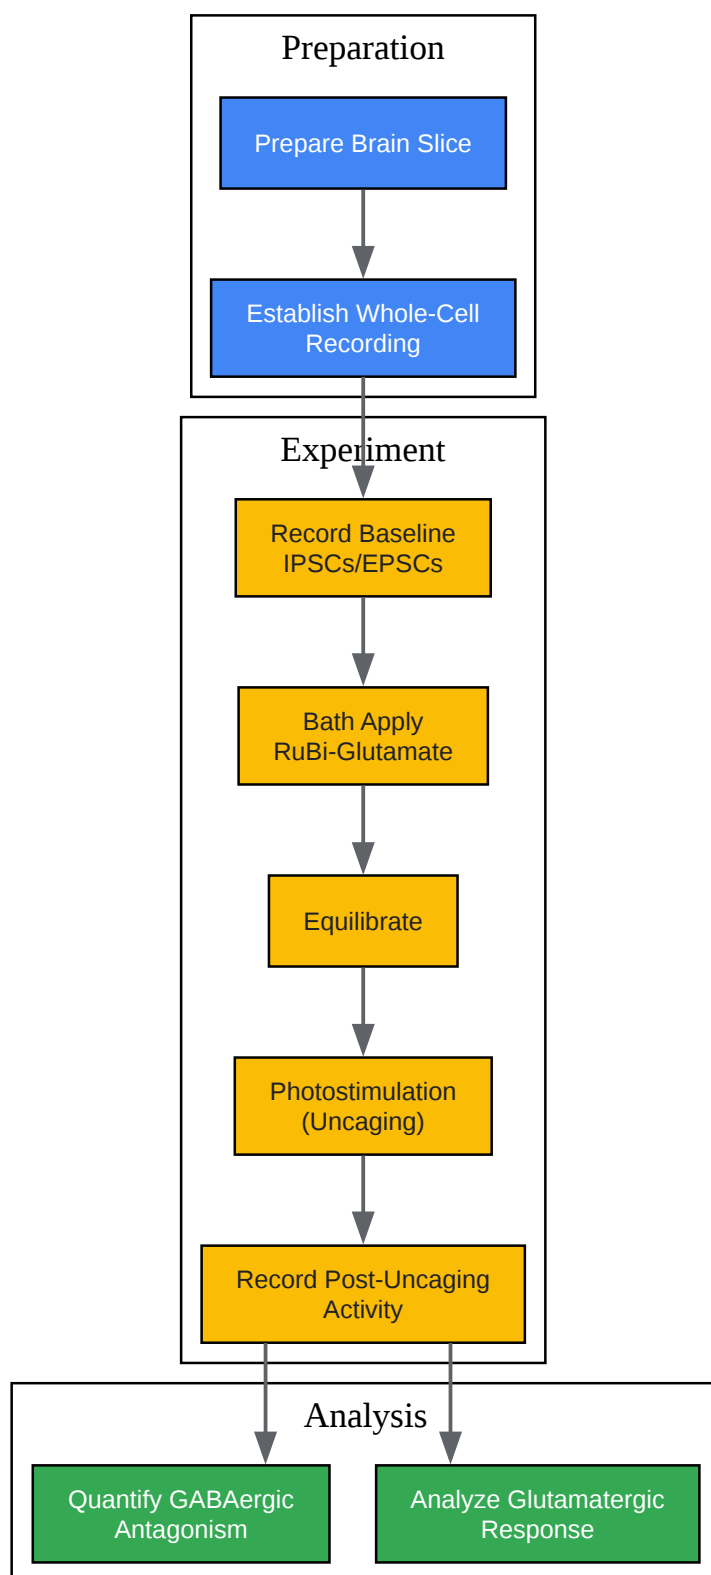 Preparation
Prepare Brain Slice
Establish Whole-Cell
Recording
Experiment
Record Baseline
IPSCs/EPSCs
Bath Apply
RuBi-Glutamate
Equilibrate
Photostimulation
(Uncaging)
Record Post-Uncaging
Activity
Analysis
Quantify GABAergic
Antagonism
Analyze Glutamatergic
Response